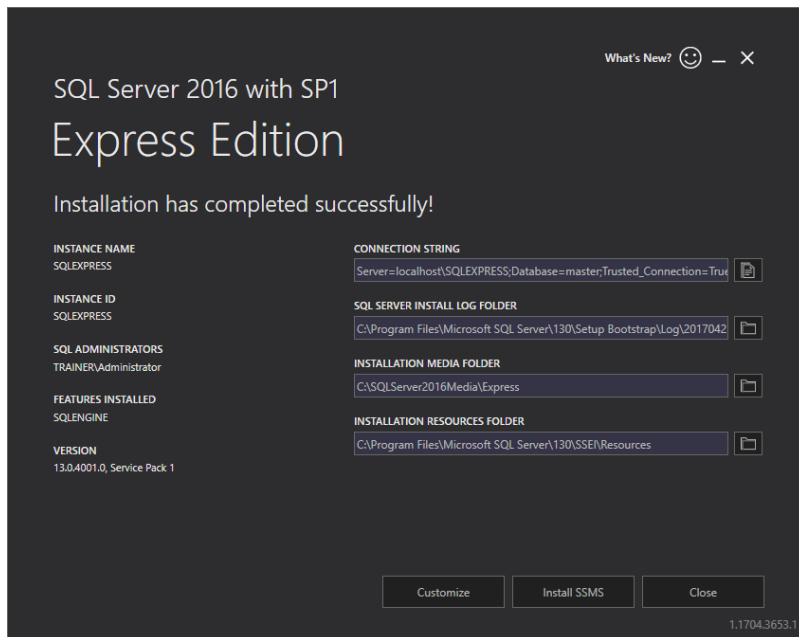 What's New?
SQL Server 2016 with SP1
Express Edition
Installation has completed successfully!
INSTANCE NAME
SQLEXPRESS
INSTANCE ID
SQLEXPRESS
SQL ADMINISTRATORS
TRAINER\Administrator
FEATURES INSTALLED
SQLENGINE
VERSION
13.0.4001.0, Service Pack 1
CONNECTION STRING
Server=localhost\SQLEXPRESS;Database=master;Trusted_Connection=True
SQL SERVER INSTALL LOG FOLDER
C:\Program Files\Microsoft SQL Server\130\Setup Bootstrap\Log\2017042
INSTALLATION MEDIA FOLDER
C:\SQLServer2016Media\Express
INSTALLATION RESOURCES FOLDER
C:\Program Files\Microsoft SQL Server\130\SSEI\Resources
Customize
Install SSMS
Close
1.1704.3653.1